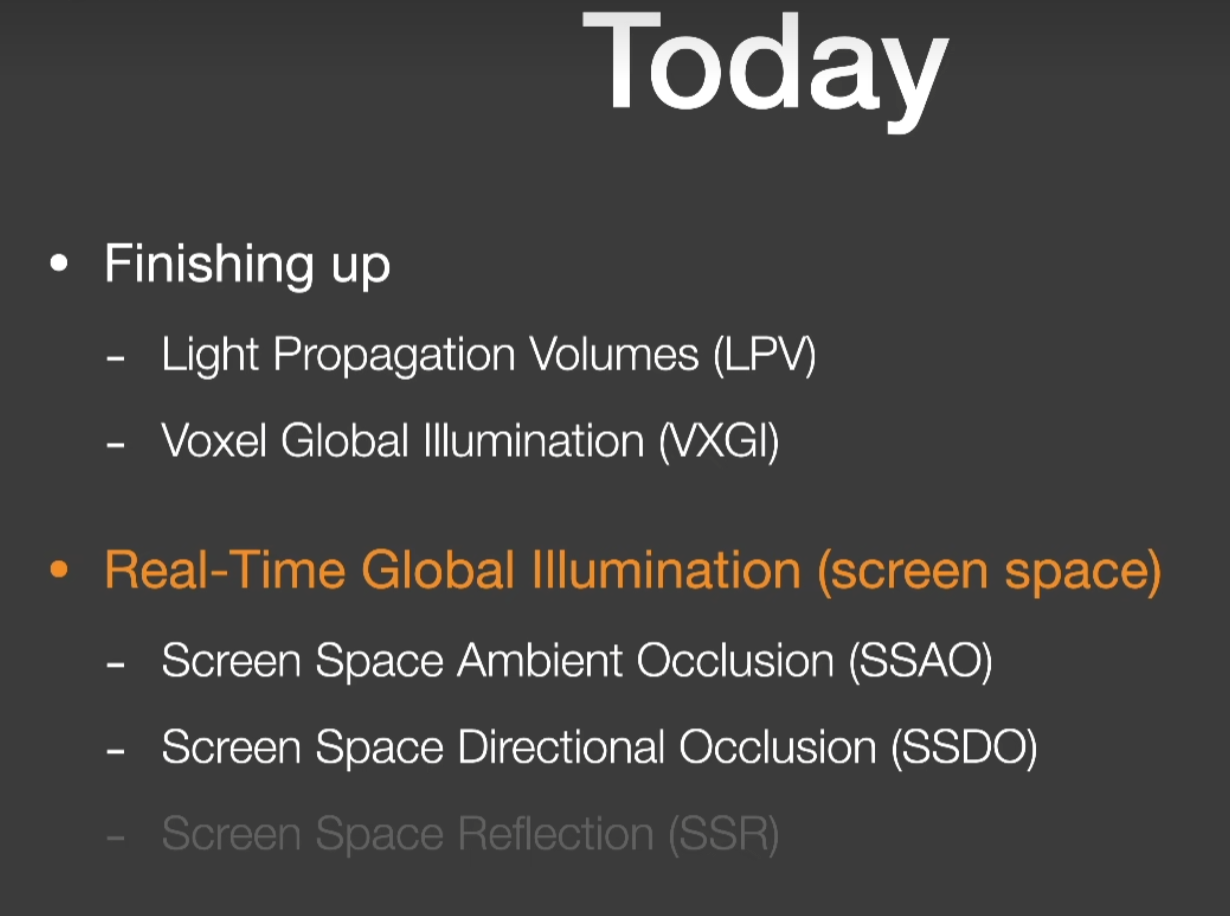 Today
• Finishing up
– Light Propagation Volumes (LPV)
– Voxel Global Illumination (VXGI)
• Real-Time Global Illumination (screen space)
– Screen Space Ambient Occlusion (SSAO)
– Screen Space Directional Occlusion (SSDO)
– Screen Space Reflection (SSR)